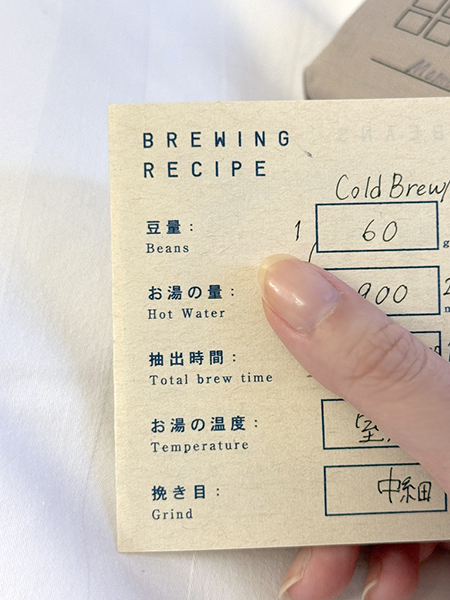 BREWING
RECIPE
Cold Brew
豆量： 1 60 g
Beans
お湯の量： 900
Hot Water
抽出時間：
Total brew time
お湯の温度：
Temperature
挽き目： 中細
Grind